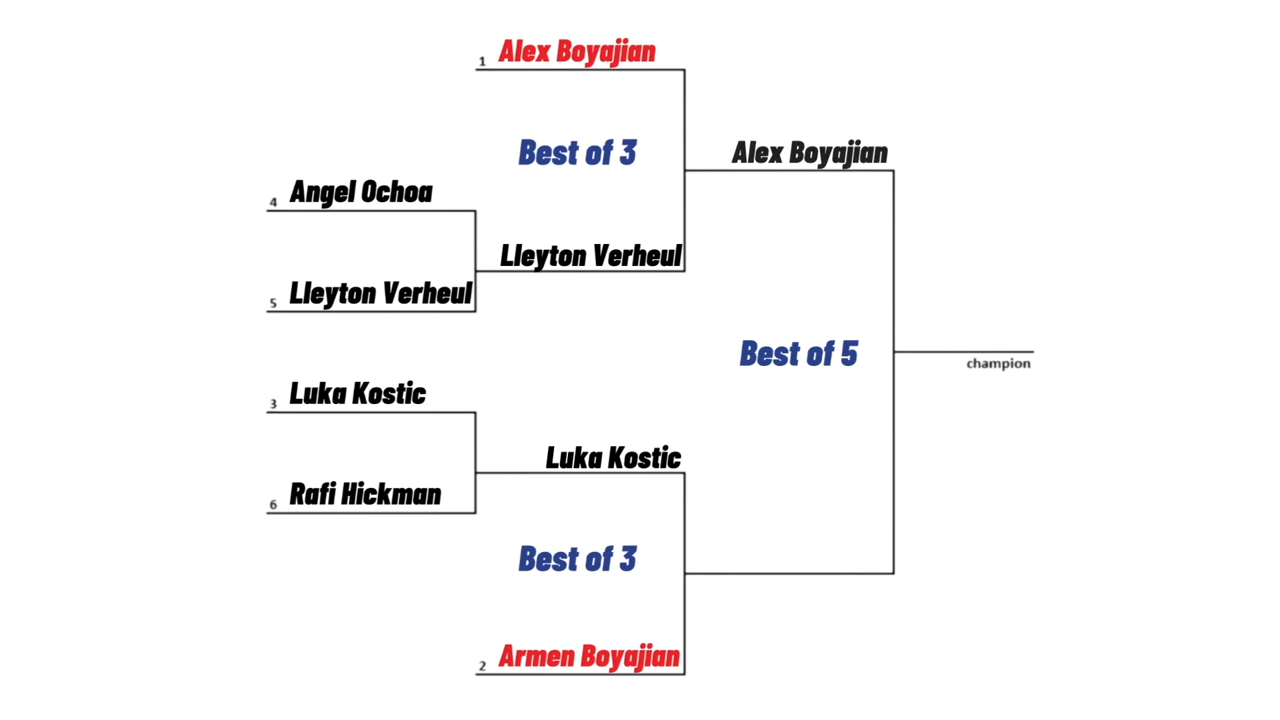 1 Alex Boyajian
Best of 3
Alex Boyajian
4 Angel Ochoa
Lleyton Verheul
5 Lleyton Verheul
Best of 5
champion
3 Luka Kostic
Luka Kostic
6 Rafi Hickman
Best of 3
2 Armen Boyajian